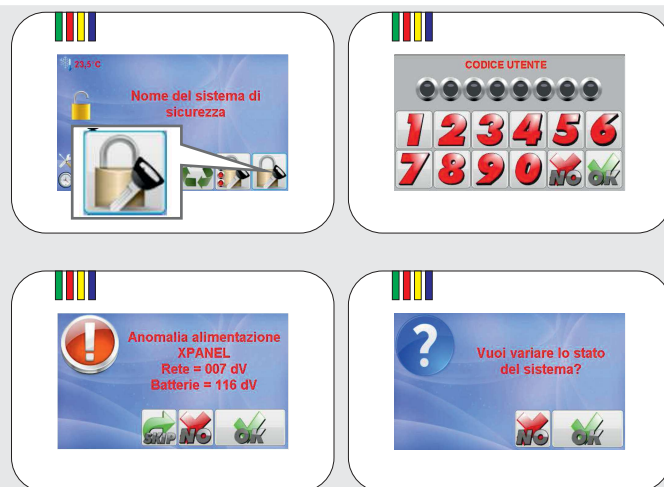 23,5°C
Nome del sistema di
sicurezza
CODICE UTENTE
1 2 3 4 5 6
7 8 9 0 NO OK
Anomalia alimentazione
XPANEL
Rete = 007 dV
Batterie = 116 dV
SKIP NO OK
Vuoi variare lo stato
del sistema?
NO OK